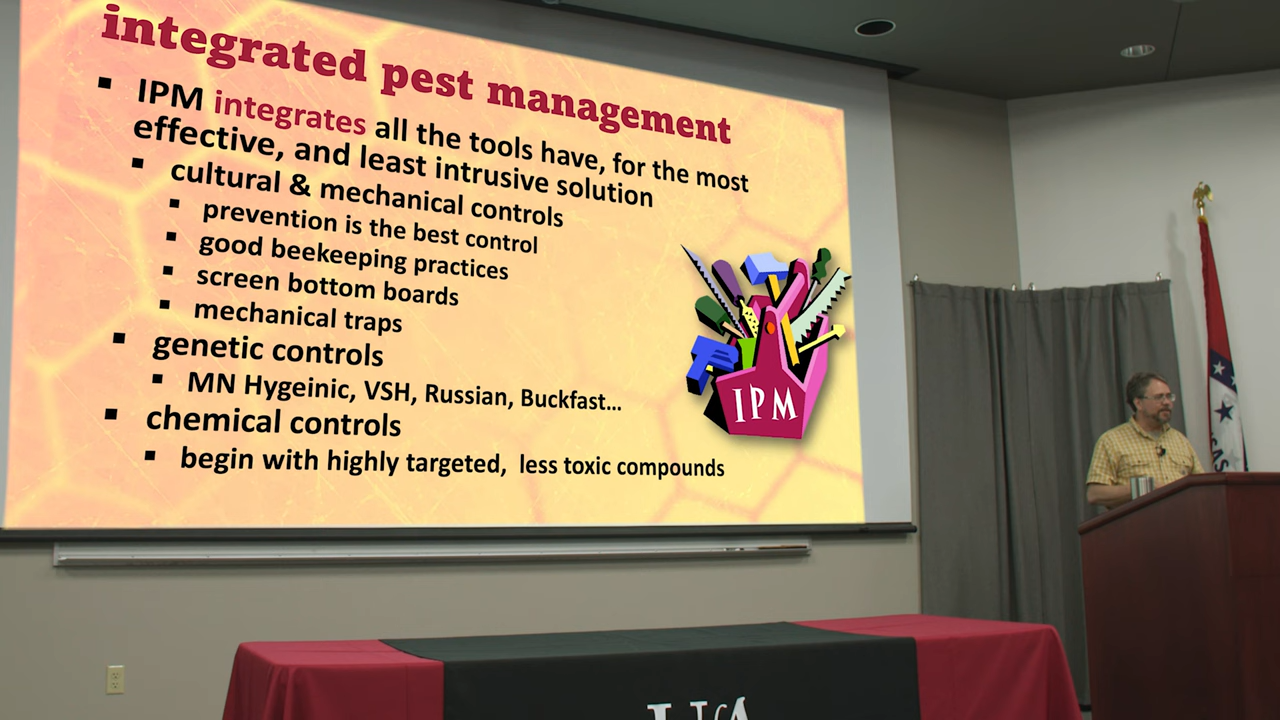 integrated pest management
▪ IPM integrates all the tools have, for the most
effective, and least intrusive solution
▪ cultural & mechanical controls
▪ prevention is the best control
▪ good beekeeping practices
▪ screen bottom boards
▪ mechanical traps
▪ genetic controls
▪ MN Hygeinic, VSH, Russian, Buckfast...
▪ chemical controls
▪ begin with highly targeted, less toxic compounds
IPM